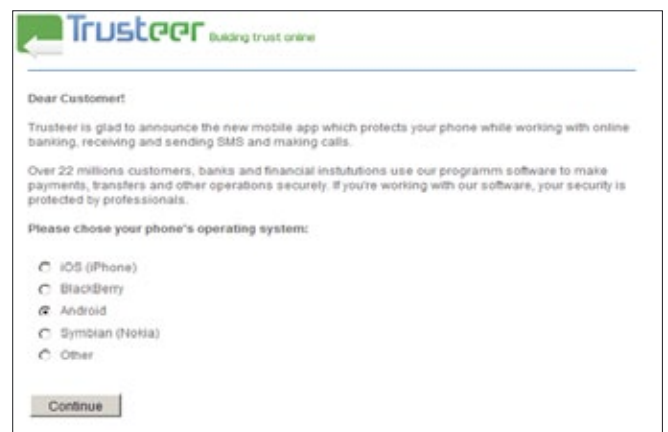 Trusteer Building trust online
Dear Customer!
Trusteer is glad to announce the new mobile app which protects your phone while working with online
banking, receiving and sending SMS and making calls.
Over 22 millions customers, banks and financial instututions use our programm software to make
payments, transfers and other operations securely. If you're working with our software, your security is
protected by professionals.
Please chose your phone's operating system:
iOS (iPhone)
BlackBerry
Android
Symbian (Nokia)
Other
Continue